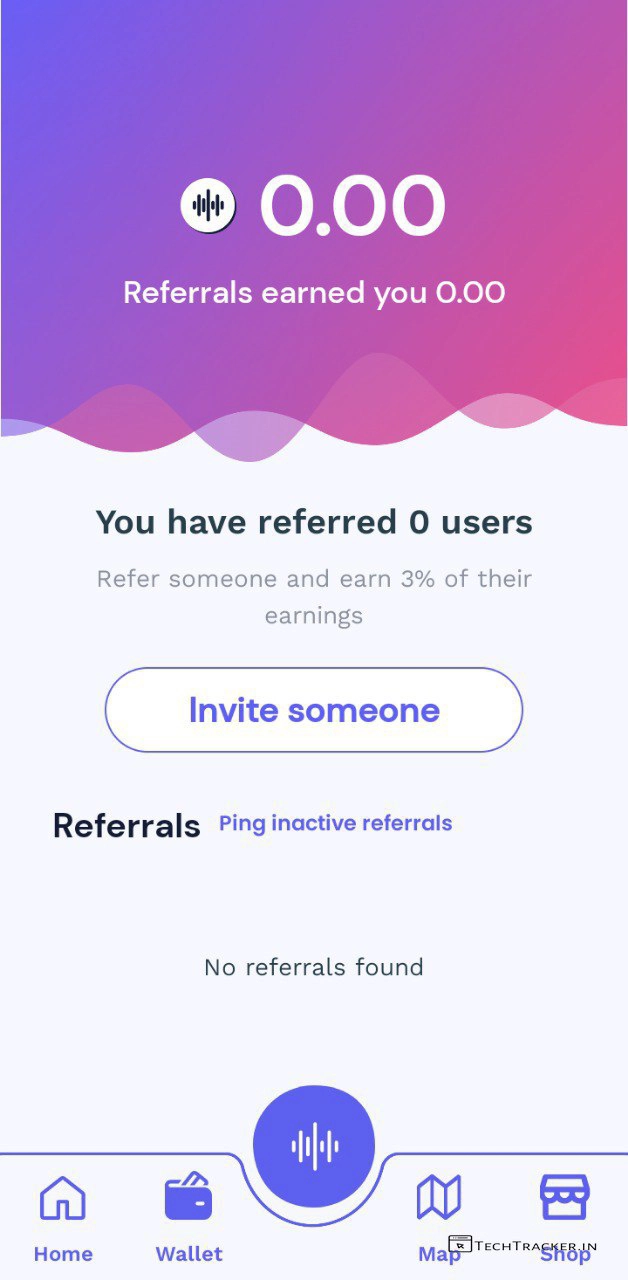 0.00
Referrals earned you 0.00
You have referred 0 users
Refer someone and earn 3% of their
earnings
Invite someone
Referrals Ping inactive referrals
No referrals found
Home Wallet Map Shop
TECHTRACKER.IN